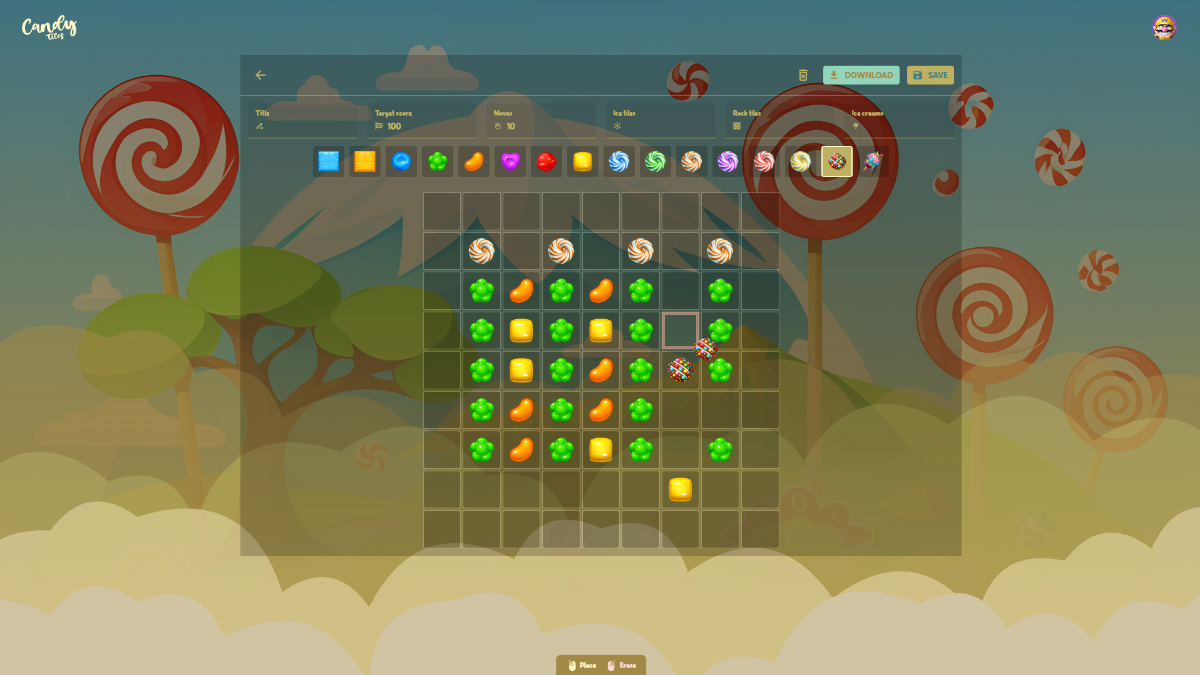 Candy
tiles
DOWNLOAD
SAVE
Title
Target score
Moves
Ice tiles
Rock tiles
Ice creams
100
10
Place
Erase